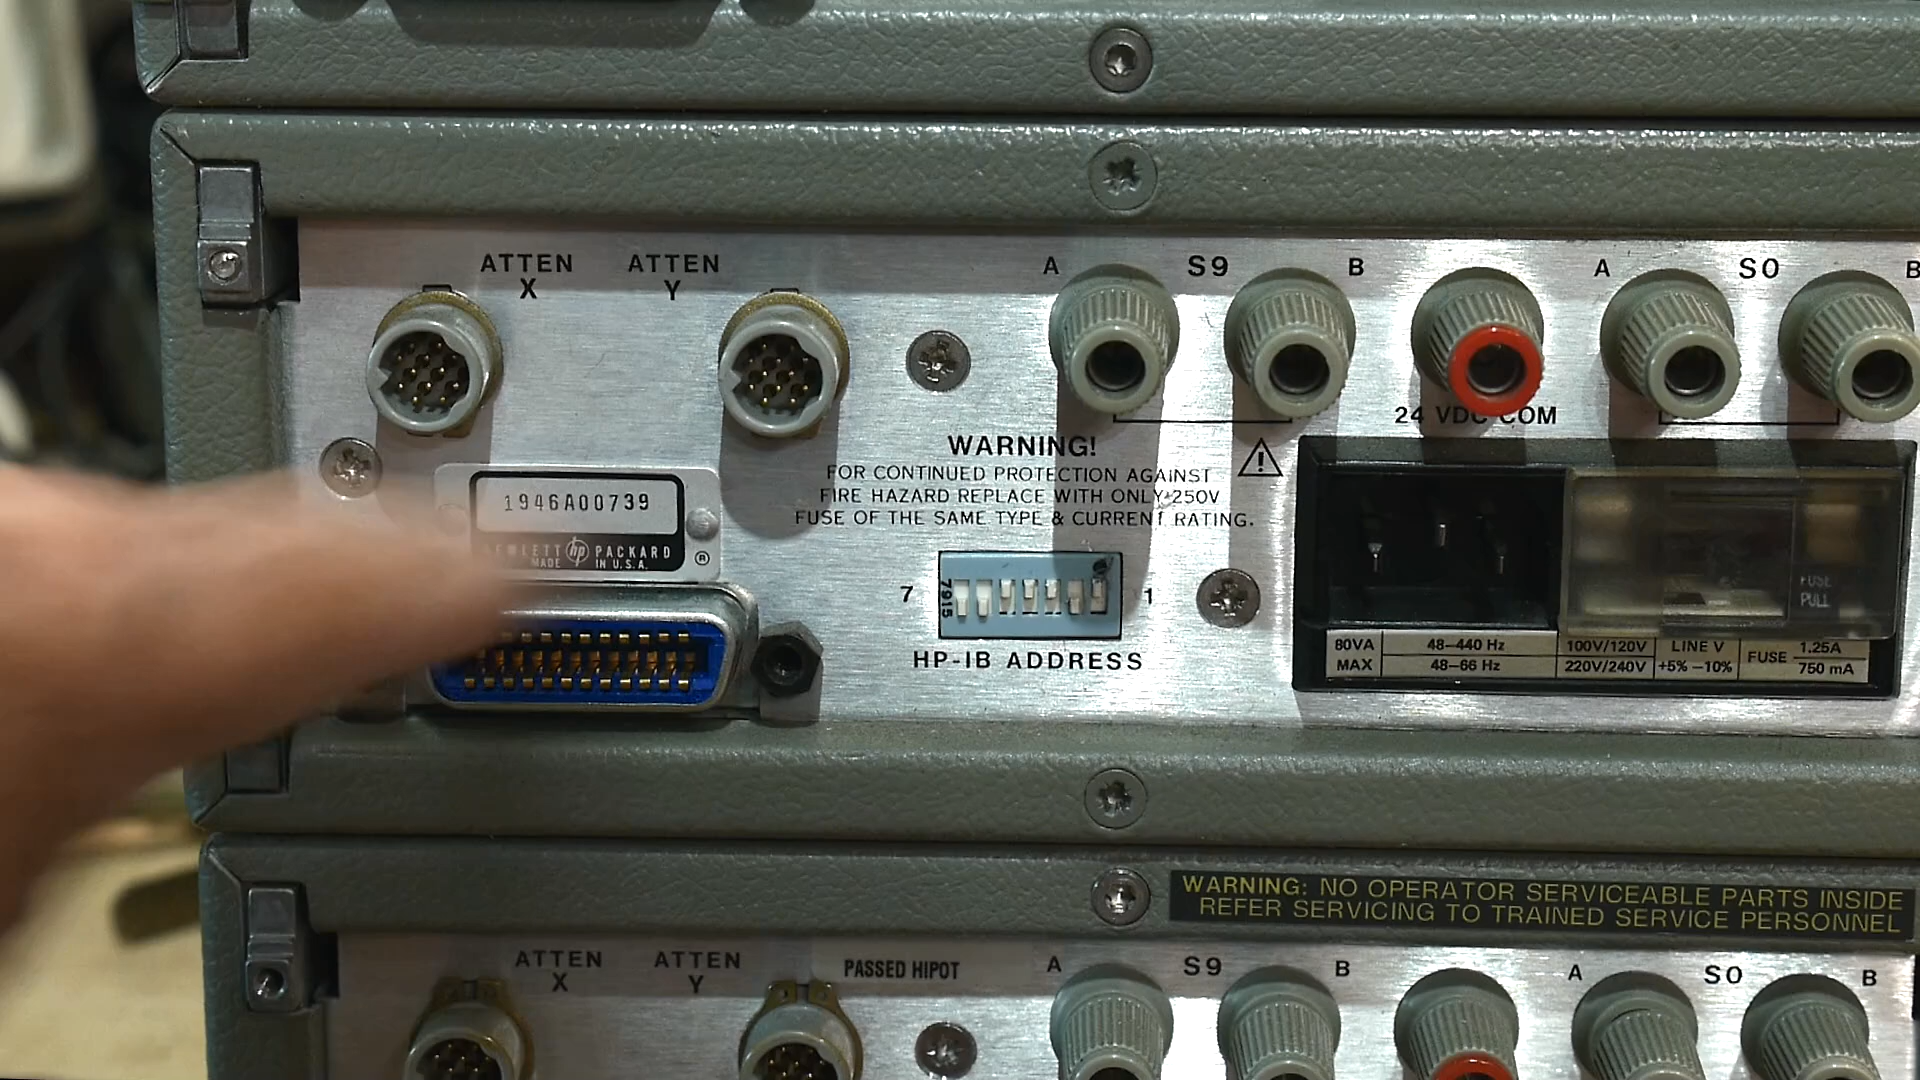 ATTEN ATTEN A S9 B A S0 B
X Y
24 VDC COM
WARNING!
FOR CONTINUED PROTECTION AGAINST
FIRE HAZARD REPLACE WITH ONLY 250V
FUSE OF THE SAME TYPE & CURRENT RATING.
1946A00739
HEWLETT hp PACKARD ®
MADE IN U.S.A.
7 7915 1
HP-IB ADDRESS
FUSE
PULL
80VA 48–440 Hz 100V/120V LINE V FUSE 1.25A
MAX 48–66 Hz 220V/240V +5% –10% 750 mA
WARNING: NO OPERATOR SERVICEABLE PARTS INSIDE
REFER SERVICING TO TRAINED SERVICE PERSONNEL
ATTEN ATTEN PASSED HIPOT A S9 B A S0 B
X Y